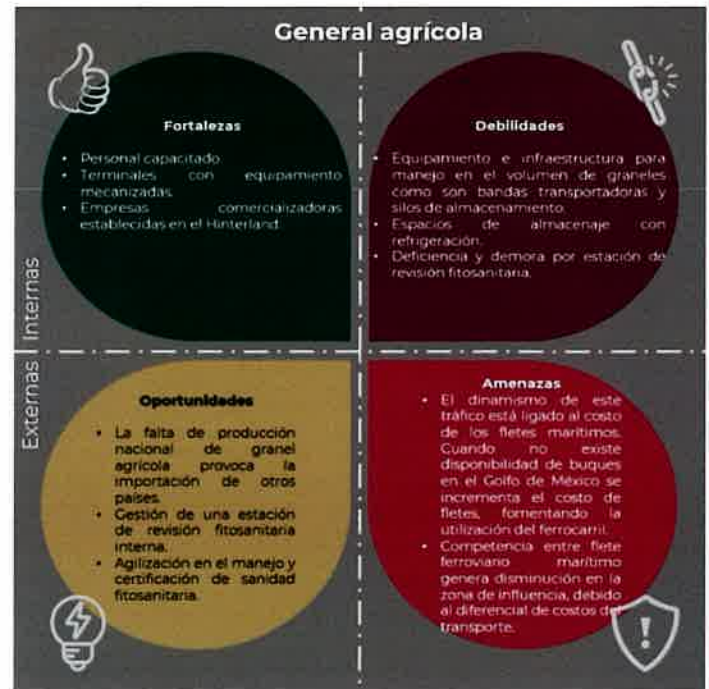 General agrícola
Fortalezas
• Personal capacitado.
• Terminales con equipamiento
mecanizadas.
• Empresas comercializadoras
establecidas en el Hinterland.
Debilidades
• Equipamiento e infraestructura para
manejo en el volumen de graneles
como son bandas transportadoras y
silos de almacenamiento.
• Espacios de almacenaje con
refrigeración.
• Deficiencia y demora por estación de
revisión fitosanitaria.
Internas
Externas
Oportunidades
• La falta de producción
nacional de granel
agrícola provoca la
importación de otros
países.
• Gestión de una estación
de revisión fitosanitaria
interna.
• Agilización en el manejo y
certificación de sanidad
fitosanitaria.
Amenazas
• El dinamismo de este
tráfico está ligado al costo
de los fletes marítimos.
Cuando no existe
disponibilidad de buques
en el Golfo de México se
incrementa el costo de
fletes, fomentando la
utilización del ferrocarril.
• Competencia entre flete
ferroviario marítimo
genera disminución en la
zona de influencia, debido
al diferencial de costos del
transporte.